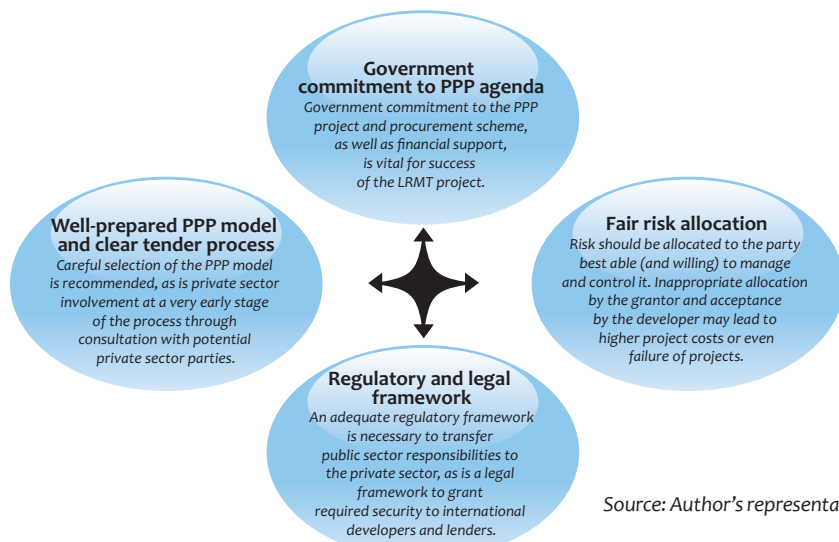 Government
commitment to PPP agenda
Government commitment to the PPP
project and procurement scheme,
as well as financial support,
is vital for success
of the LRMT project.
Well-prepared PPP model
and clear tender process
Careful selection of the PPP model
is recommended, as is private sector
involvement at a very early stage
of the process through
consultation with potential
private sector parties.
Fair risk allocation
Risk should be allocated to the party
best able (and willing) to manage
and control it. Inappropriate allocation
by the grantor and acceptance
by the developer may lead to
higher project costs or even
failure of projects.
Regulatory and legal
framework
An adequate regulatory framework
is necessary to transfer
public sector responsibilities to
the private sector, as is a legal
framework to grant
required security to international
developers and lenders.
Source: Author's representa